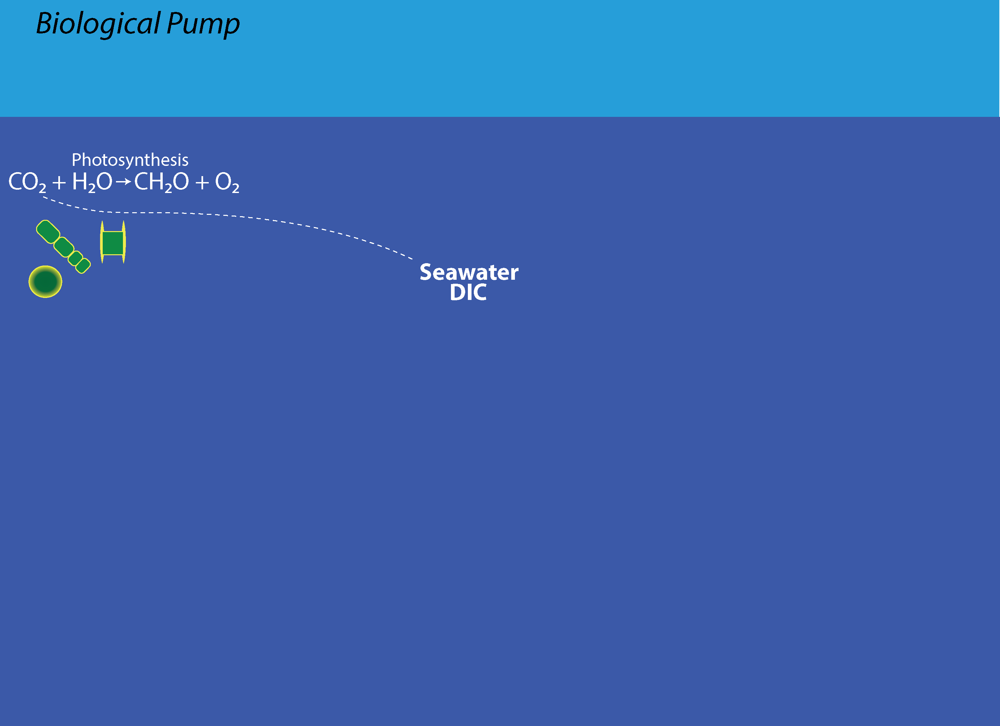 Biological Pump
Photosynthesis
CO₂ + H₂O → CH₂O + O₂
Seawater
DIC